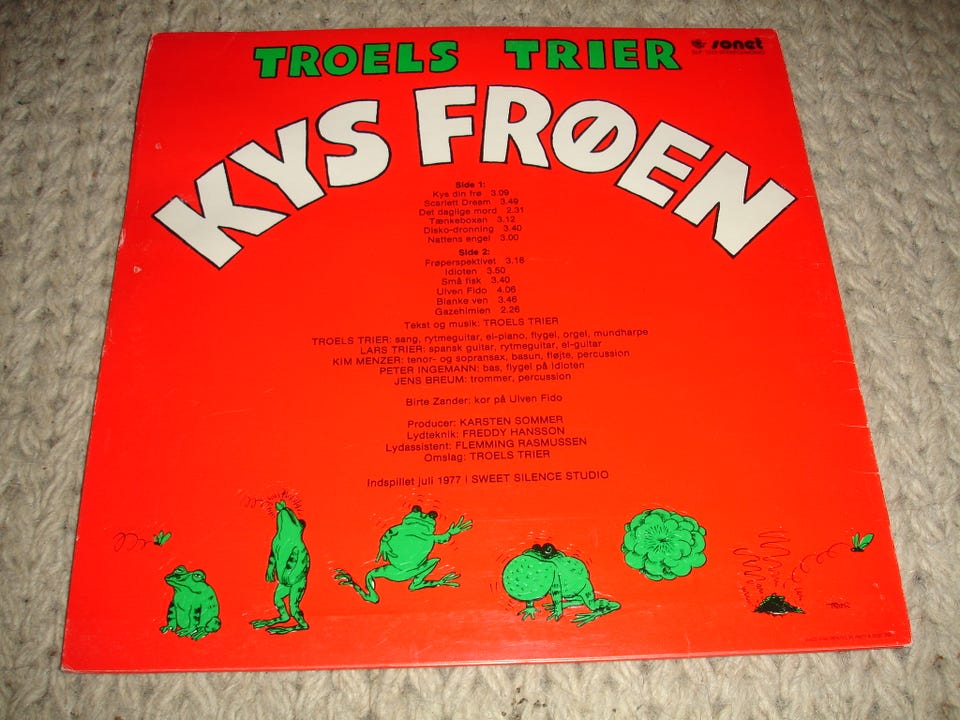 TROELS TRIER
sonet
KYS FRØEN
Side 1:
Kys din frø 3.09
Scarlett Dream 3.49
Det daglige mord 2.31
Tænkeboxen 3.12
Disko-dronning 3.40
Nattens engel 3.00
Side 2:
Frøperspektivet 3.16
Idioten 3.50
Små fisk 3.40
Ulven Fido 4.06
Blanke ven 3.46
Gazehimlen 2.26
Tekst og musik: TROELS TRIER
TROELS TRIER: sang, rytmeguitar, el-piano, flygel, orgel, mundharpe
LARS TRIER: spansk guitar, rytmeguitar, el-guitar
KIM MENZER: tenor- og sopransax, basun, fløjte, percussion
PETER INGEMANN: bas, flygel på Idioten
JENS BREUM: trommer, percussion
Birte Zander: kor på Ulven Fido
Producer: KARSTEN SOMMER
Lydteknik: FREDDY HANSSON
Lydassistent: FLEMMING RASMUSSEN
Omslag: TROELS TRIER
Indspillet juli 1977 i SWEET SILENCE STUDIO